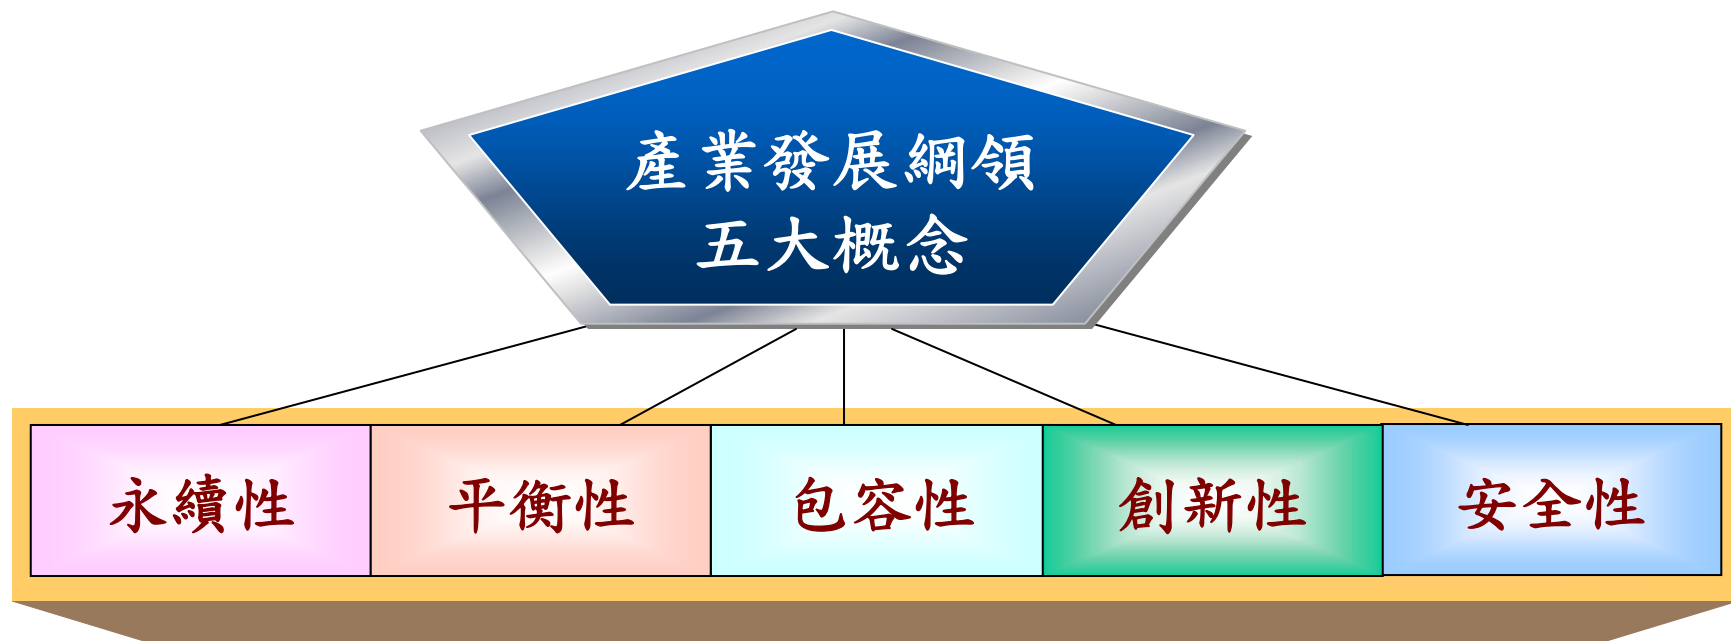 產業發展綱領
五大概念
永續性
平衡性
包容性
創新性
安全性